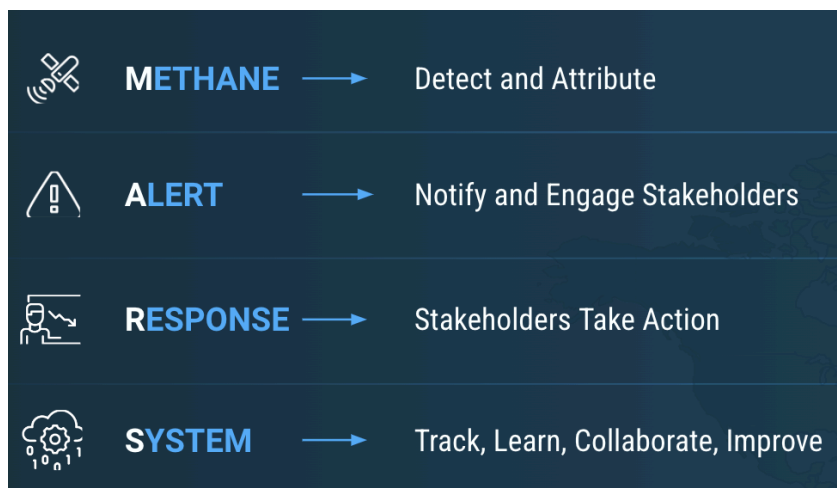 METHANE → Detect and Attribute
ALERT → Notify and Engage Stakeholders
RESPONSE → Stakeholders Take Action
SYSTEM → Track, Learn, Collaborate, Improve